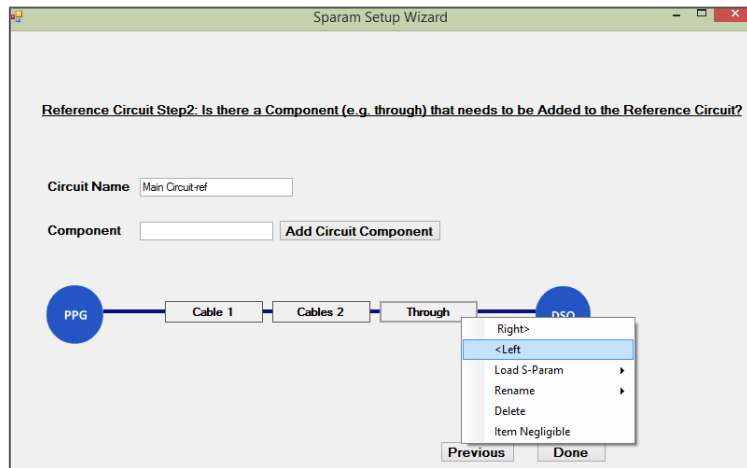 Sparam Setup Wizard
Reference Circuit Step2: Is there a Component (e.g. through) that needs to be Added to the Reference Circuit?
Circuit Name Main Circuit-ref
Component Add Circuit Component
PPG Cable 1 Cables 2 Through DSO
Right>
<Left
Load S-Param
Rename
Delete
Item Negligible
Previous Done